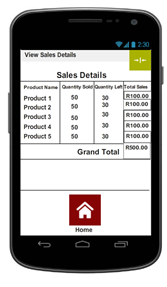 2:30
View Sales Details
Sales Details
Product Name Quantity Sold Quantity Left Total Sales
Product 1 50 30 R100.00
Product 2 50 30 R100.00
Product 3 50 30 R100.00
Product 4 50 30 R100.00
Product 5 50 30 R100.00
Grand Total R500.00
Home